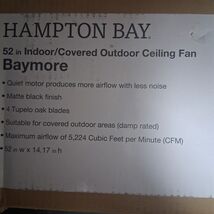 HAMPTON BAY
52 in Indoor/Covered Outdoor Ceiling Fan
Baymore
• Quiet motor produces more airflow with less noise
• Matte black finish
• 4 Tupelo oak blades
• Suitable for covered outdoor areas (damp rated)
• Maximum airflow of 5,224 Cubic Feet per Minute (CFM)
• 52 in w x 14.17 in h